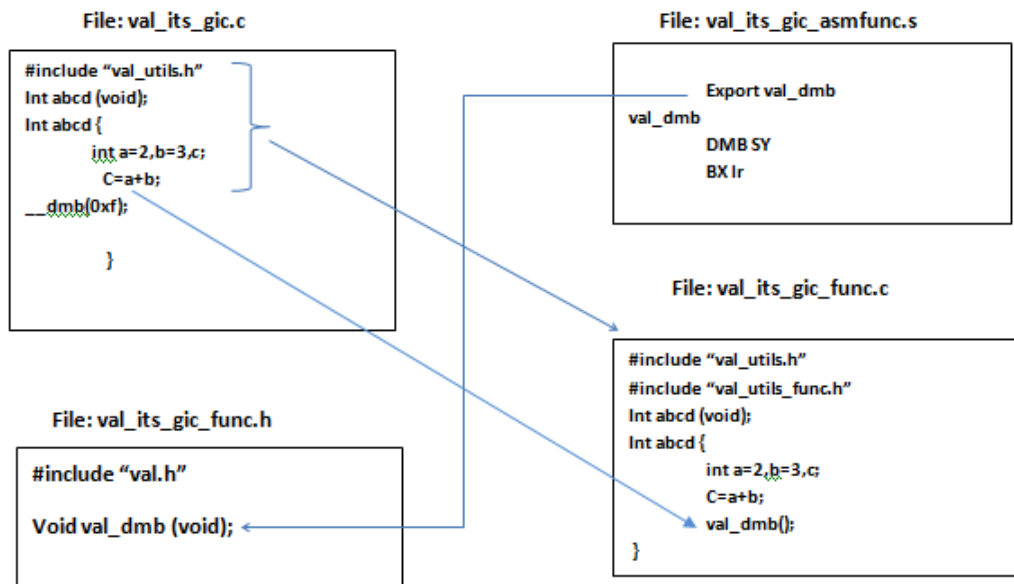 File: val_its_gic.c
#include “val_utils.h”
Int abcd (void);
Int abcd {
int a=2,b=3,c;
C=a+b;
__dmb(0xf);
}
File: val_its_gic_asmfunc.s
Export val_dmb
val_dmb
DMB SY
BX lr
File: val_its_gic_func.h
#include “val.h”
Void val_dmb (void);
File: val_its_gic_func.c
#include “val_utils.h”
#include “val_utils_func.h”
Int abcd (void);
Int abcd {
int a=2,b=3,c;
C=a+b;
val_dmb();
}